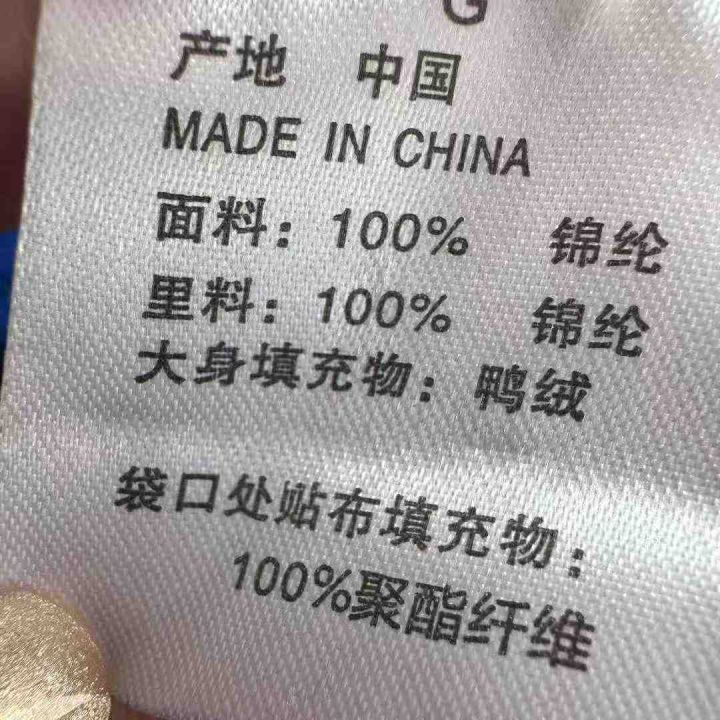 G
产地 中国
MADE IN CHINA
面料：100% 锦纶
里料：100% 锦纶
大身填充物：鸭绒
袋口处贴布填充物：
100%聚酯纤维